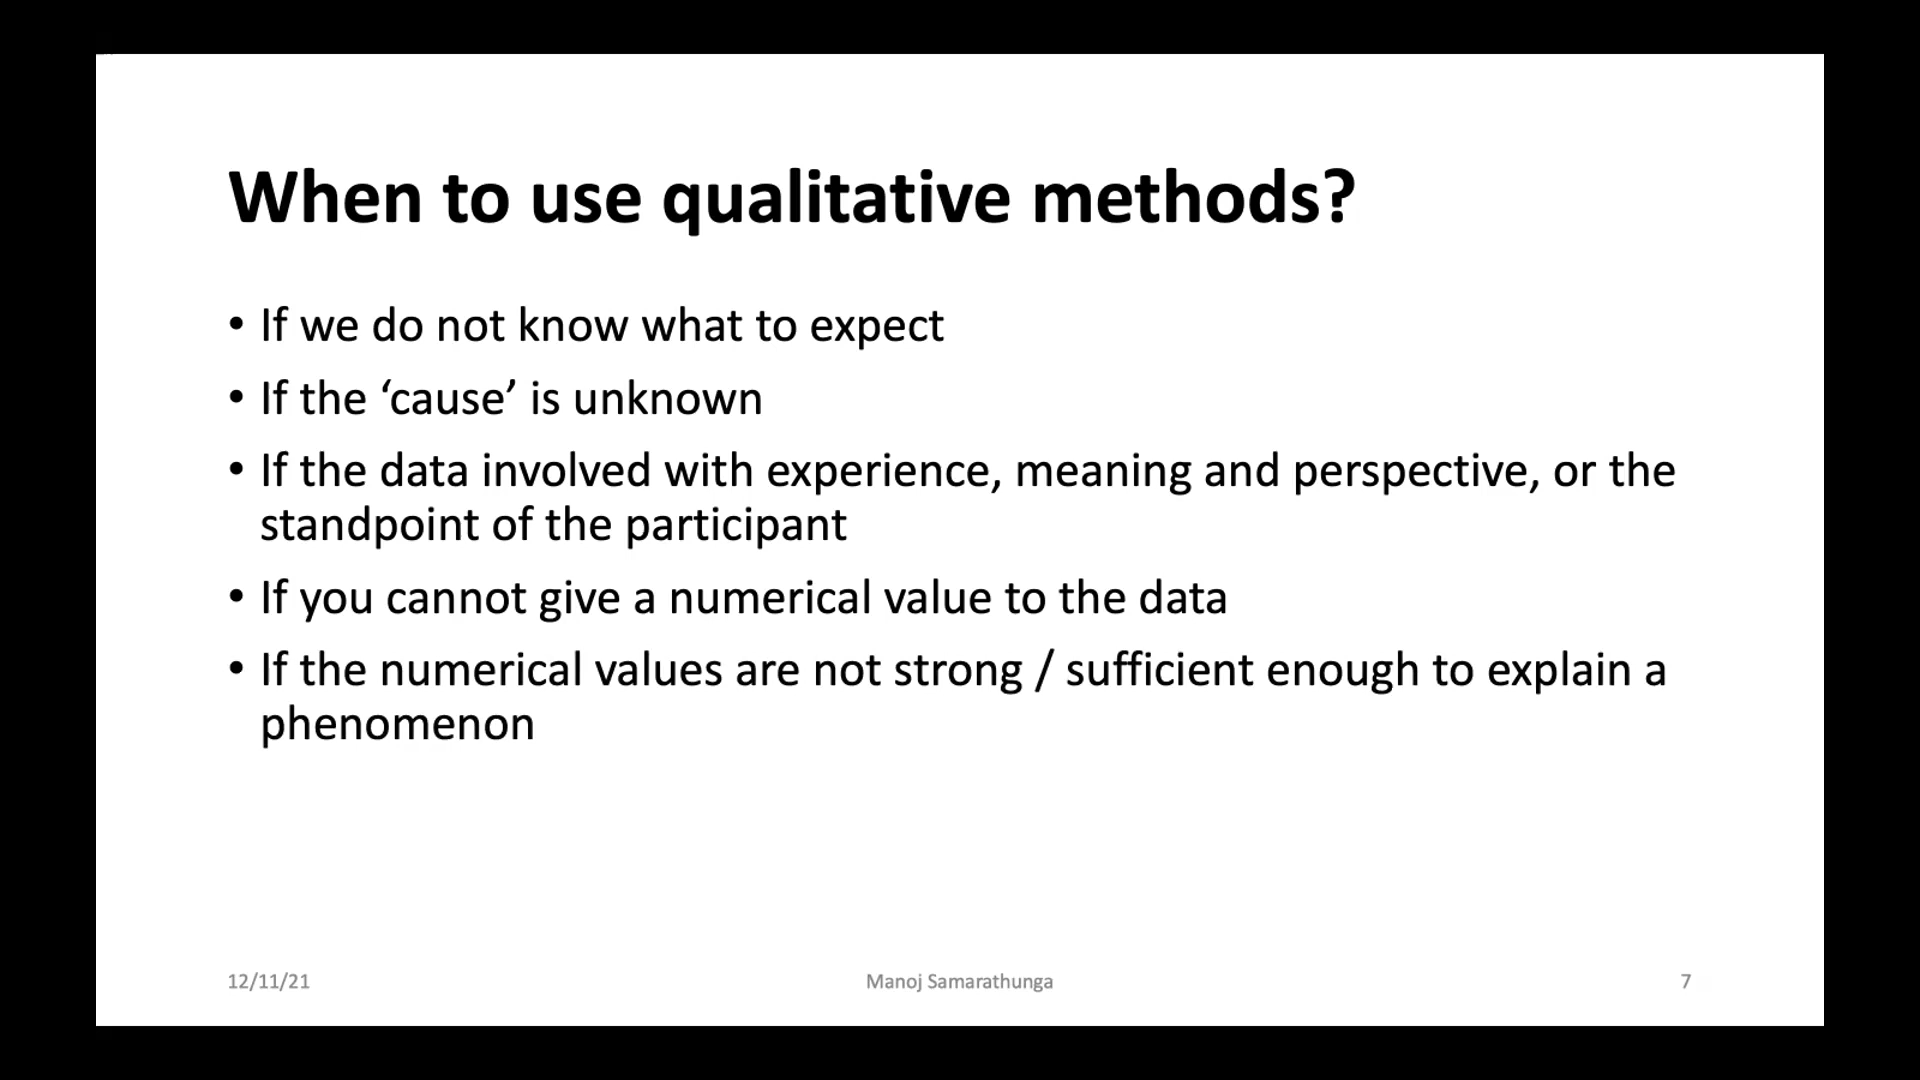 When to use qualitative methods?
• If we do not know what to expect
• If the ‘cause’ is unknown
• If the data involved with experience, meaning and perspective, or the
standpoint of the participant
• If you cannot give a numerical value to the data
• If the numerical values are not strong / sufficient enough to explain a
phenomenon
12/11/21
Manoj Samarathunga
7